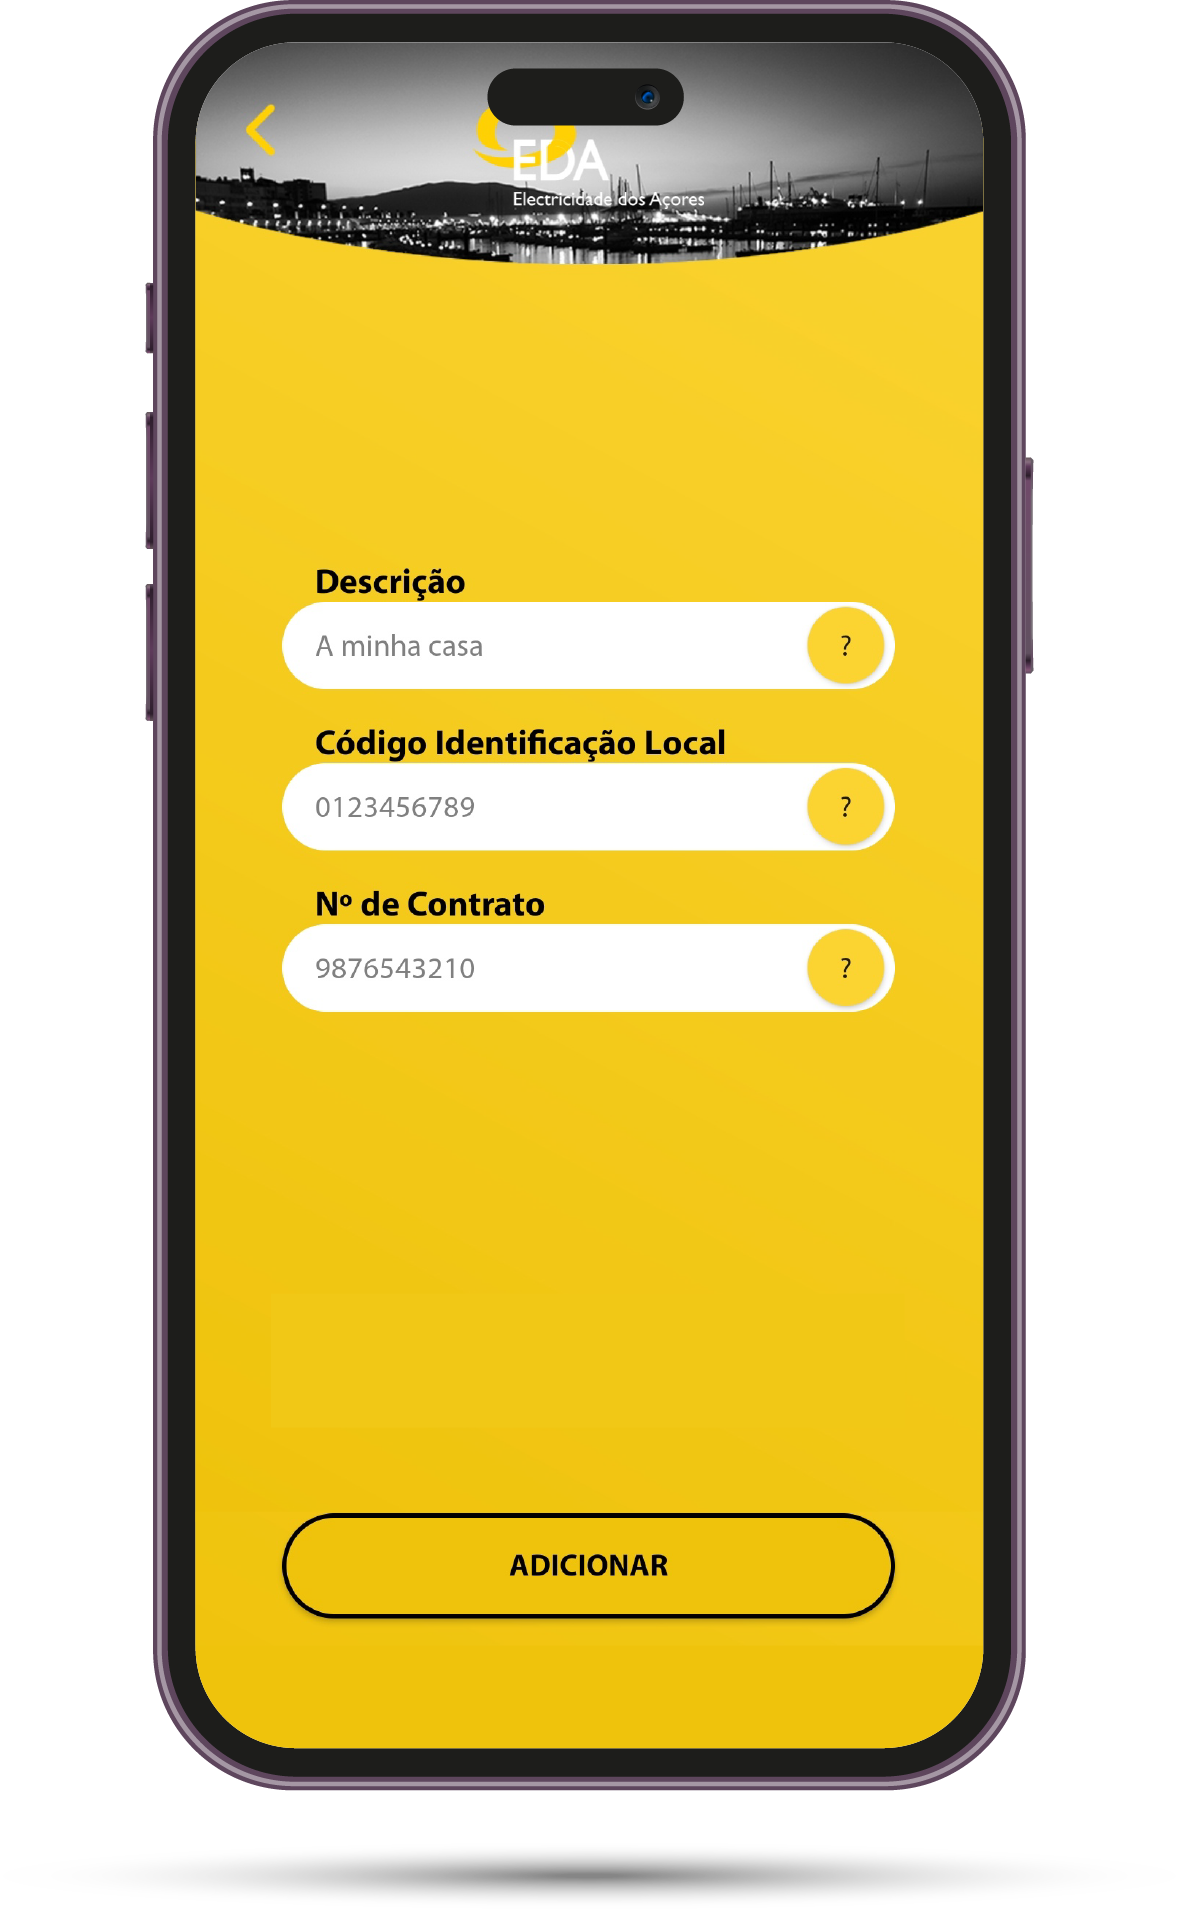 EDA
Electricidade dos Açores
Descrição
A minha casa
?
Código Identificação Local
0123456789
?
Nº de Contrato
9876543210
?
ADICIONAR